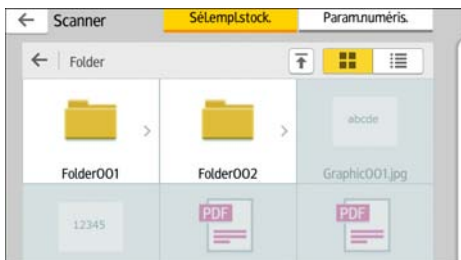 Scanner
Sél.empl.stock.
Param.numéris.
Folder
Folder001
Folder002
abcde
Graphic001.jpg
12345
PDF
PDF